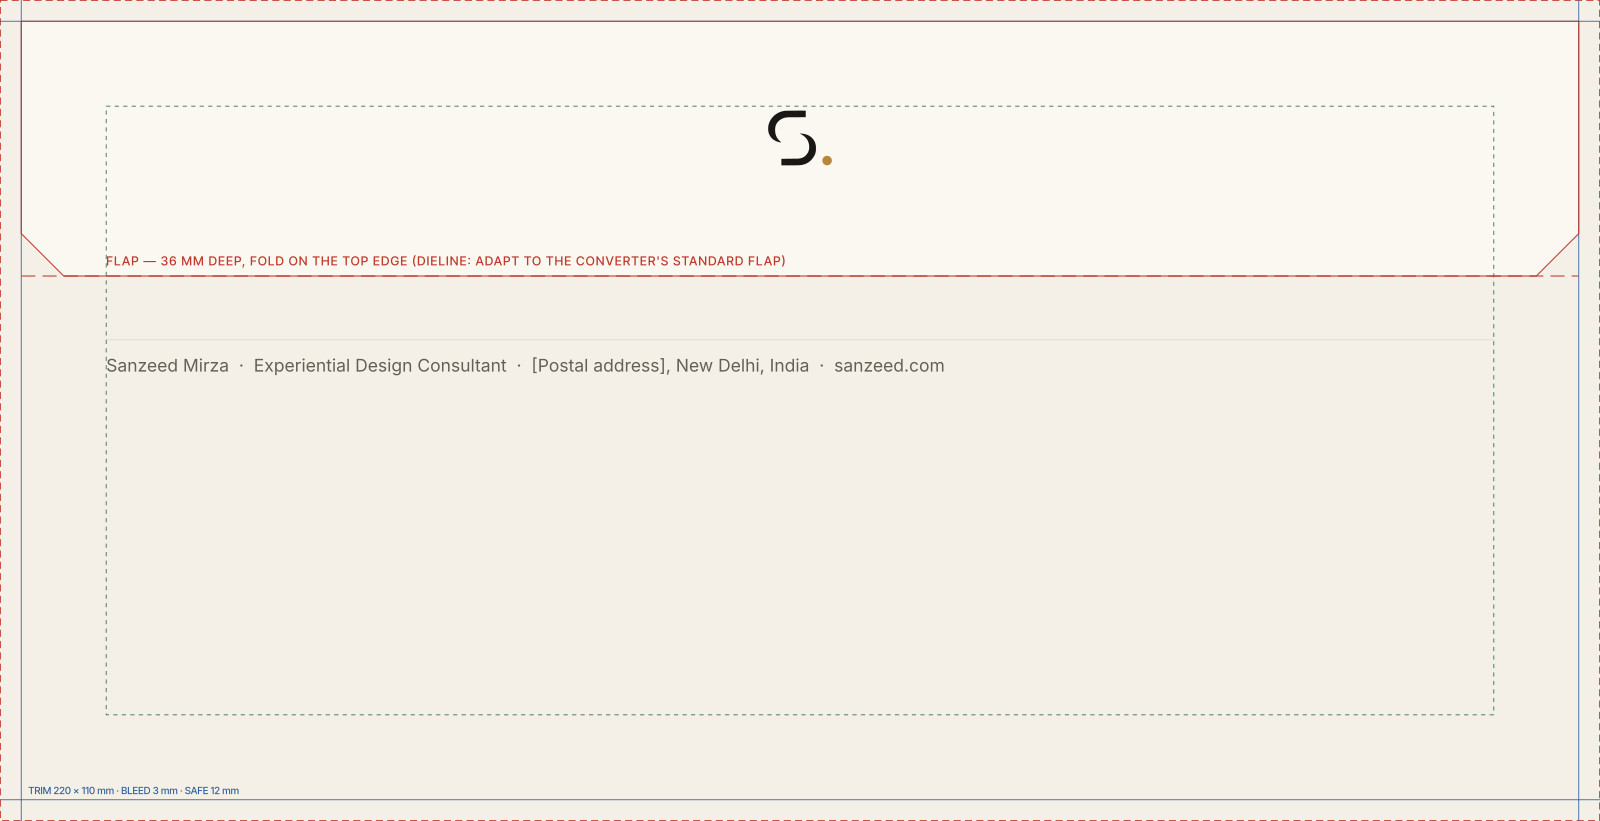 S.
FLAP — 36 MM DEEP, FOLD ON THE TOP EDGE (DIELINE: ADAPT TO THE CONVERTER'S STANDARD FLAP)
Sanzeed Mirza · Experiential Design Consultant · [Postal address], New Delhi, India · sanzeed.com
TRIM 220 × 110 mm · BLEED 3 mm · SAFE 12 mm